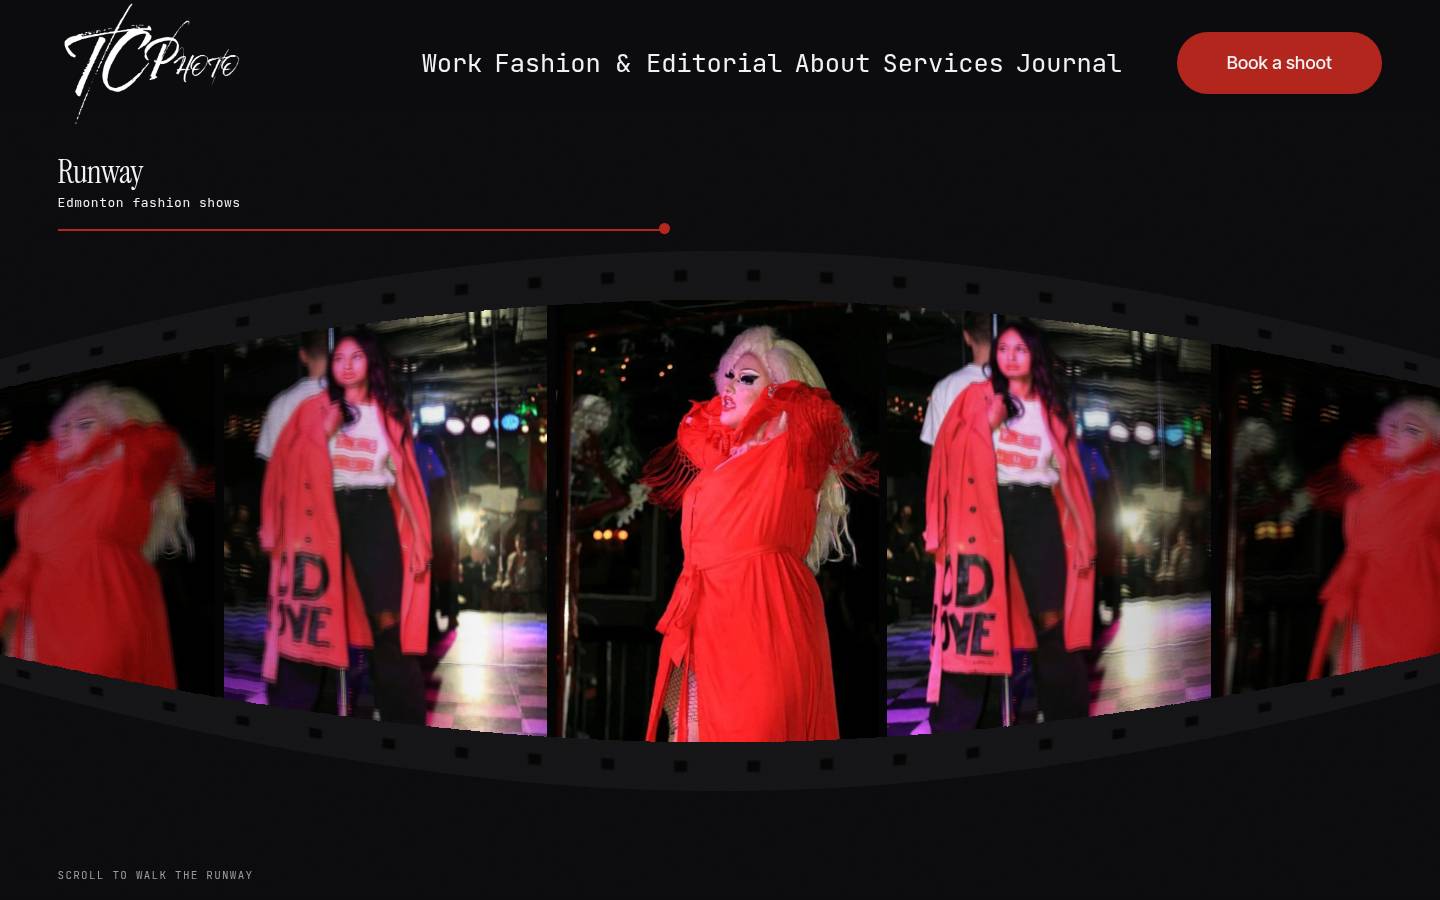 TCPHOTO
Work Fashion & Editorial About Services Journal
Book a shoot
Runway
Edmonton fashion shows
SCROLL TO WALK THE RUNWAY